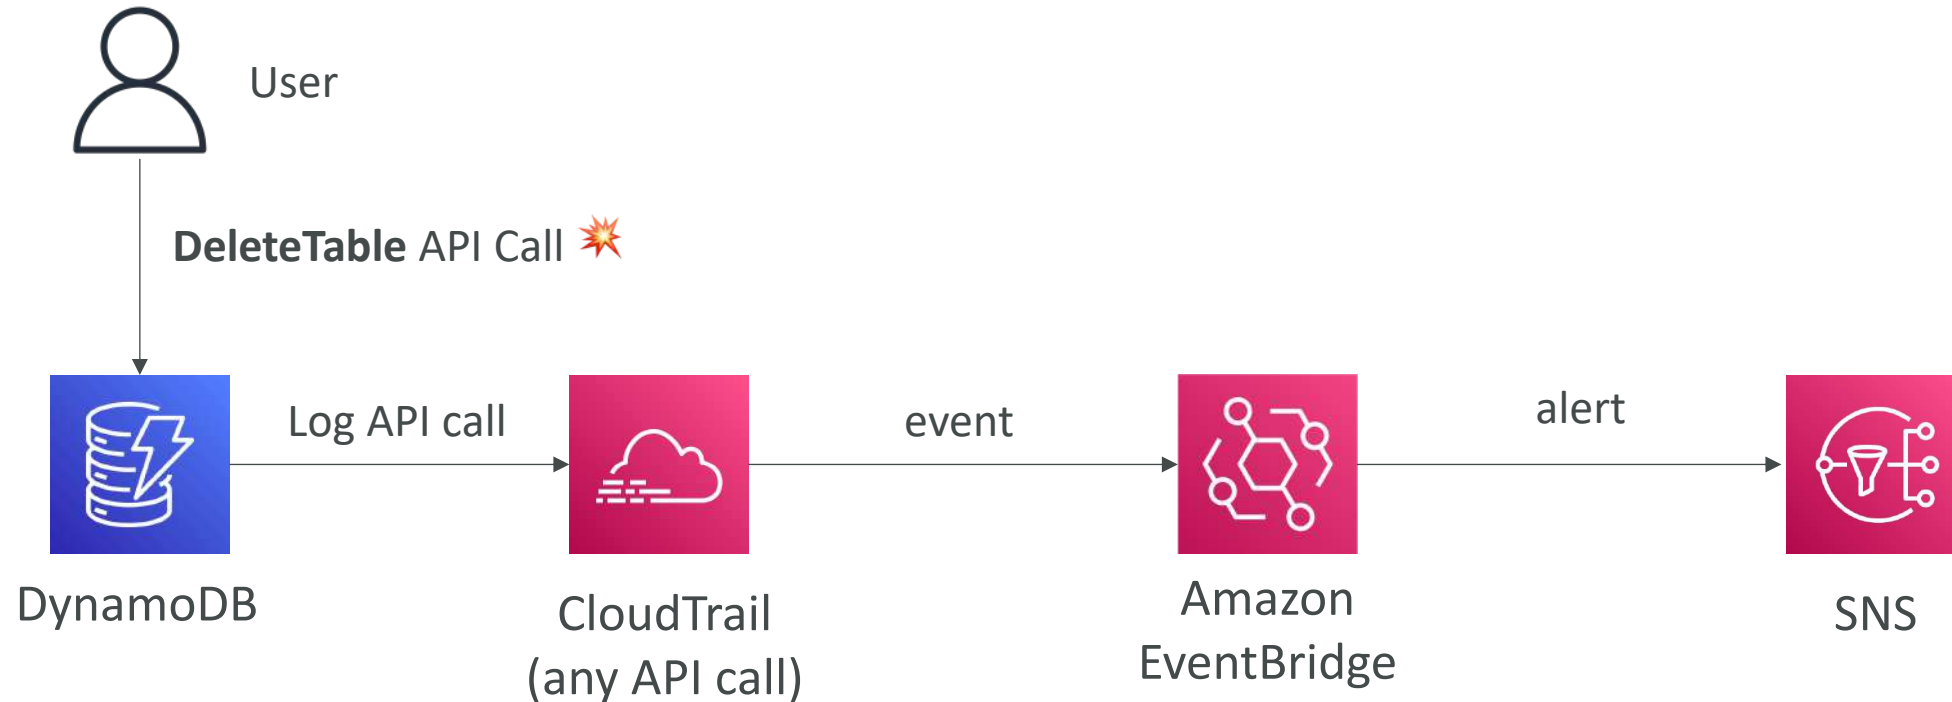 User
DeleteTable API Call 💥
Log API call
event
alert
DynamoDB
CloudTrail
(any API call)
Amazon
EventBridge
SNS